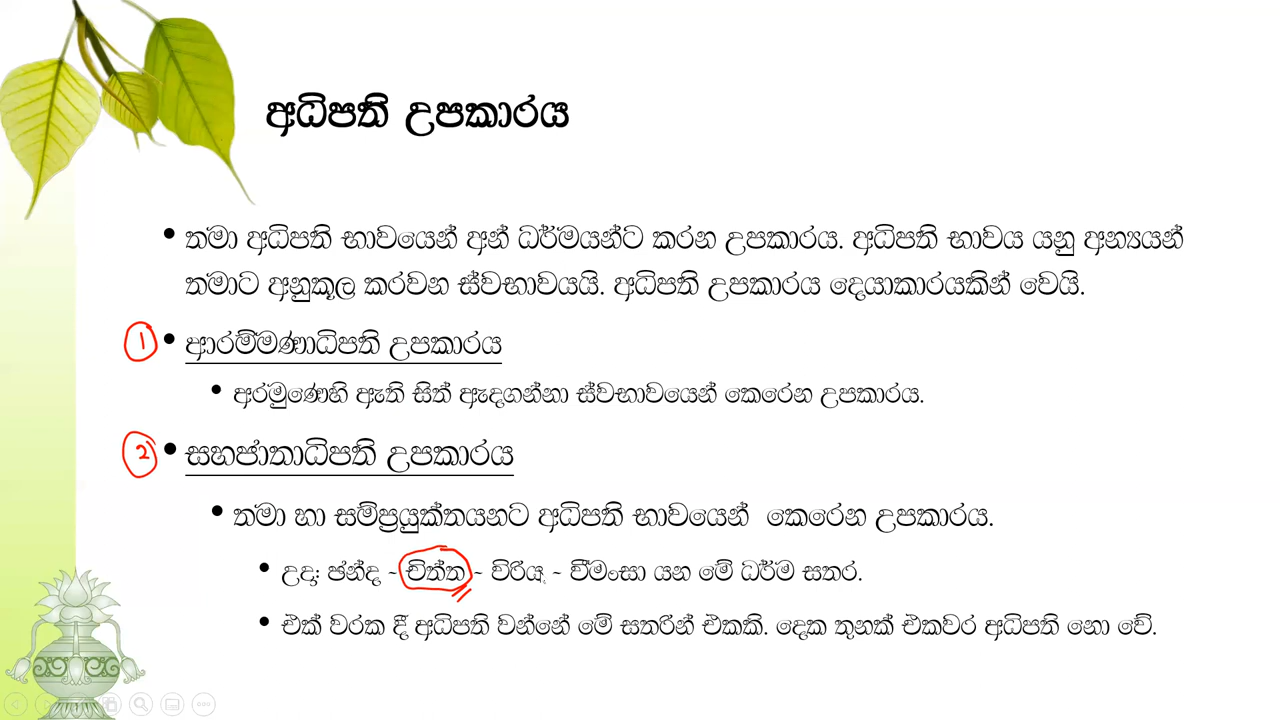 අධිපති උපකාරය
• තමා අධිපති භාවයෙන් අන් ධර්මයන්ට කරන උපකාරය. අධිපති භාවය යනු අන්‍යයන්
තමාට අනුකූල කරවන ස්වභාවයයි. අධිපති උපකාරය දෙයාකාරයකින් වෙයි.
1 • ආරම්මණාධිපති උපකාරය
• අරමුණෙහි ඇති සිත් ඇදගන්නා ස්වභාවයෙන් කෙරෙන උපකාරය.
2 • සහජාතාධිපති උපකාරය
• තමා හා සම්ප්‍රයුක්තයනට අධිපති භාවයෙන් කෙරෙන උපකාරය.
• උදා: ඡන්ද - චිත්ත - විරිය - වීමංසා යන මේ ධර්ම සතර.
• එක් වරක දී අධිපති වන්නේ මේ සතරින් එකකි. දෙක තුනක් එකවර අධිපති නො වේ.